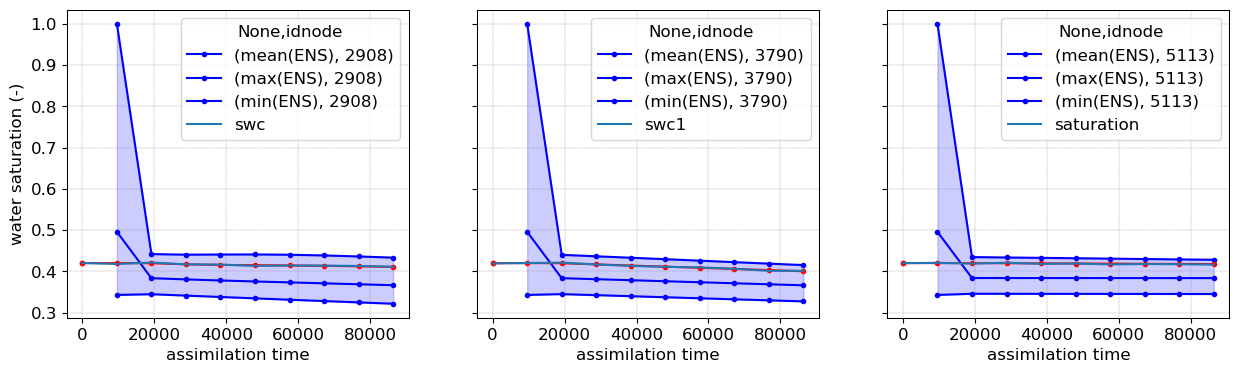 water saturation (-)
1.0
0.9
0.8
0.7
0.6
0.5
0.4
0.3
None,idnode
(mean(ENS), 2908)
(max(ENS), 2908)
(min(ENS), 2908)
swc
0 20000 40000 60000 80000
assimilation time
None,idnode
(mean(ENS), 3790)
(max(ENS), 3790)
(min(ENS), 3790)
swc1
0 20000 40000 60000 80000
assimilation time
None,idnode
(mean(ENS), 5113)
(max(ENS), 5113)
(min(ENS), 5113)
saturation
0 20000 40000 60000 80000
assimilation time